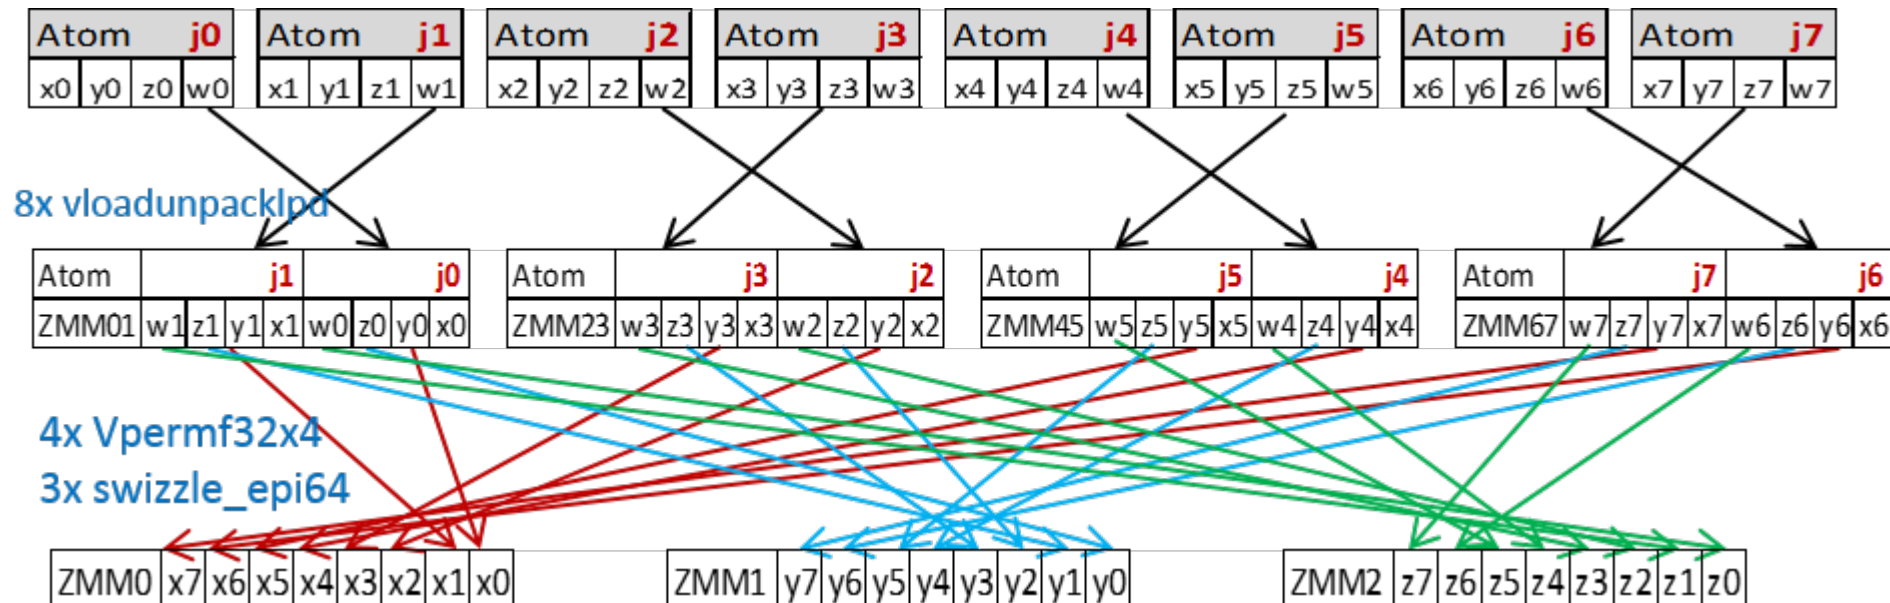 Atom j0 Atom j1 Atom j2 Atom j3 Atom j4 Atom j5 Atom j6 Atom j7
x0 y0 z0 w0 x1 y1 z1 w1 x2 y2 z2 w2 x3 y3 z3 w3 x4 y4 z4 w4 x5 y5 z5 w5 x6 y6 z6 w6 x7 y7 z7 w7
8x vloadunpacklpd
Atom j1 j0 Atom j3 j2 Atom j5 j4 Atom j7 j6
ZMM01 w1 z1 y1 x1 w0 z0 y0 x0 ZMM23 w3 z3 y3 x3 w2 z2 y2 x2 ZMM45 w5 z5 y5 x5 w4 z4 y4 x4 ZMM67 w7 z7 y7 x7 w6 z6 y6 x6
4x Vpermf32x4
3x swizzle_epi64
ZMM0 x7 x6 x5 x4 x3 x2 x1 x0 ZMM1 y7 y6 y5 y4 y3 y2 y1 y0 ZMM2 z7 z6 z5 z4 z3 z2 z1 z0